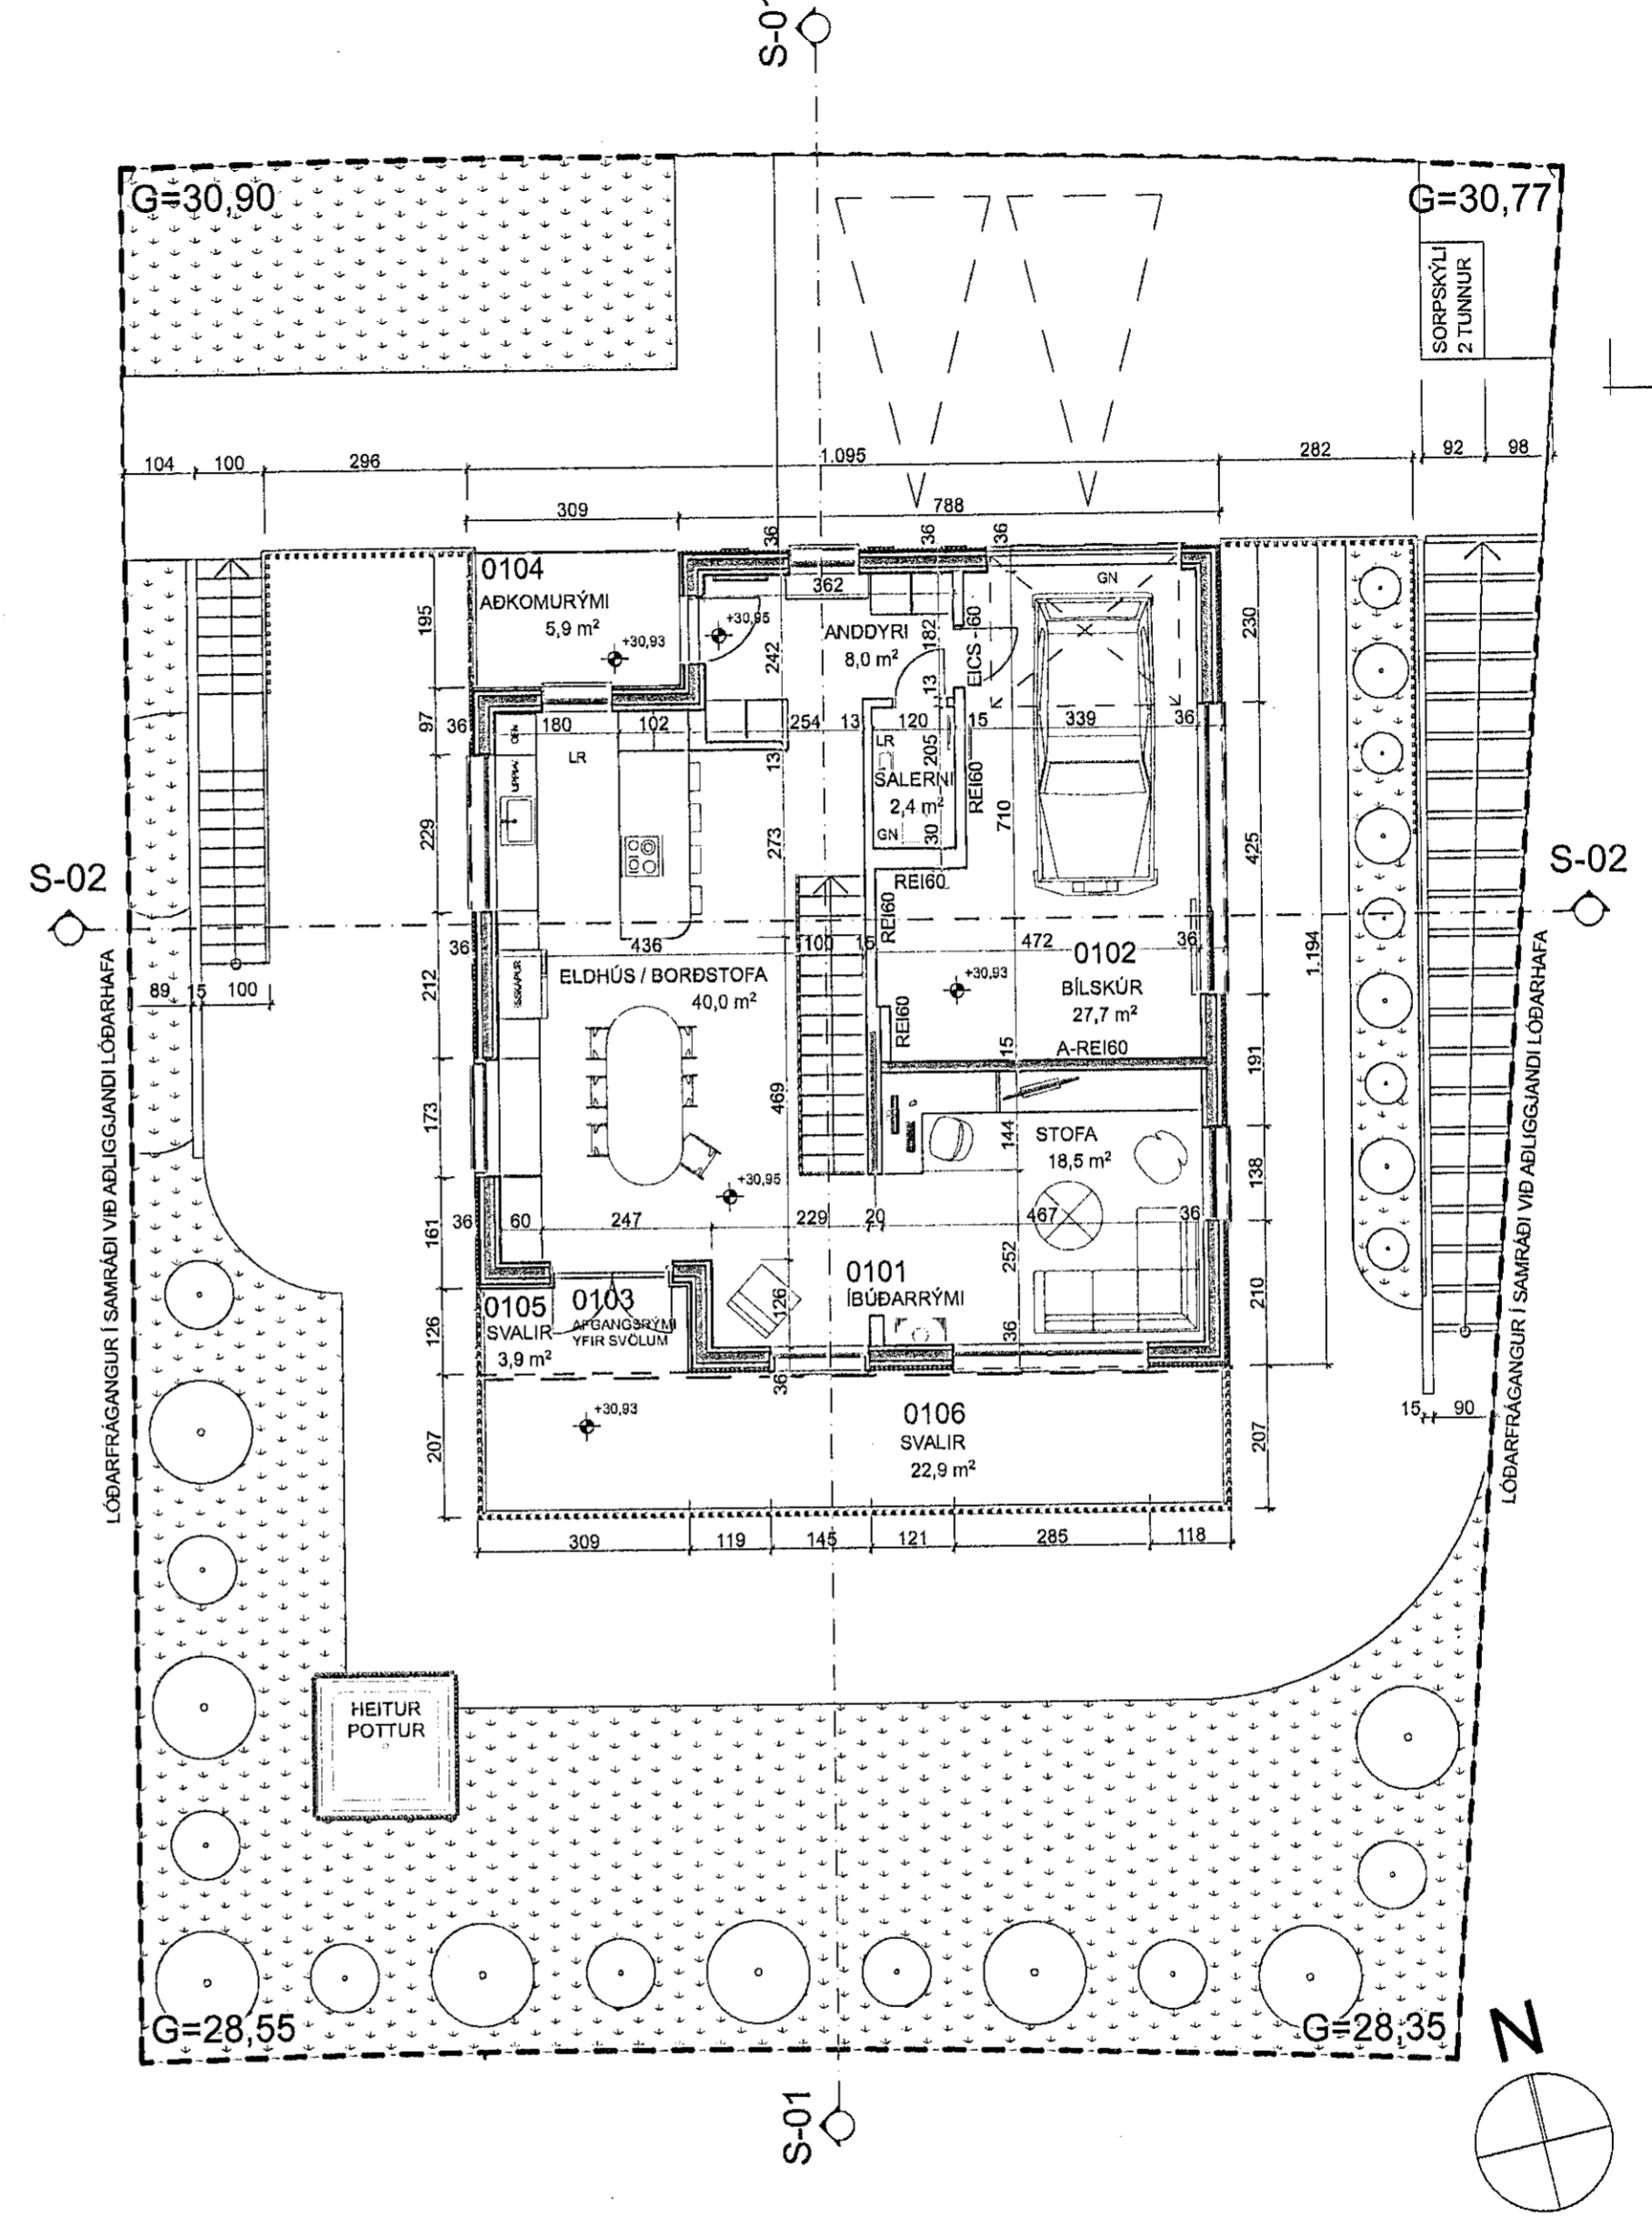 S-01
G=30,90
G=30,77
SORPSKÝLI
2 TUNNUR
104 100 296 1.095 282 92 98
309 788
36 36 36
0104
AÐKOMURÝMI
5,9 m²
+30,93
195
362
GN
+30,95
ANDDYRI
8,0 m²
242
182
EICS - 60
230
13
97 36 180 102 254 13 120 15 339 36
LR
LR
205
SALERNI
2,4 m²
GN
30
13
REI60
710
229
273
425
S-02
S-02
REI60
REI60
36 436 100 15 472 36
0102
BÍLSKÚR
27,7 m²
+30,93
1.194
ELDHÚS / BORÐSTOFA
40,0 m²
ÍSSKÁPUR
212
89 15 100
REI60
15
A-REI60
191
LÓÐARFRÁGANGUR Í SAMRÁÐI VIÐ AÐLIGGJANDI LÓÐARHAFA
LÓÐARFRÁGANGUR Í SAMRÁÐI VIÐ AÐLIGGJANDI LÓÐARHAFA
173
469
144
STOFA
18,5 m²
138
+30,95
161 36 60 247 229 20 467 36
252
0101
ÍBÚÐARRÝMI
210
0105
SVALIR
3,9 m²
0103
AFGANGSRÝMI
YFIR SVÖLUM
126
126
36
36
+30,93
0106
SVALIR
22,9 m²
207
207
15 90
309 119 145 121 285 118
HEITUR
POTTUR
G=28,55
G=28,35
N
S-01